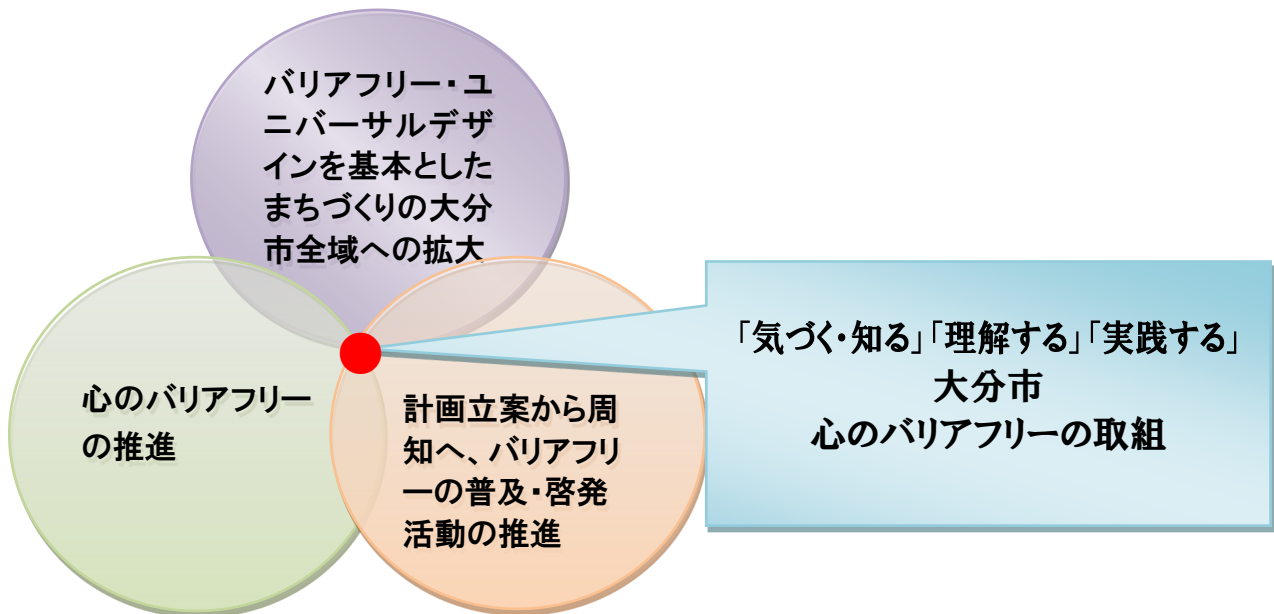 バリアフリー・ユ
ニバーサルデザ
インを基本とした
まちづくりの大分
市全域への拡大
心のバリアフリー
の推進
計画立案から周
知へ、バリアフリ
ーの普及・啓発
活動の推進
「気づく・知る」「理解する」「実践する」
大分市
心のバリアフリーの取組